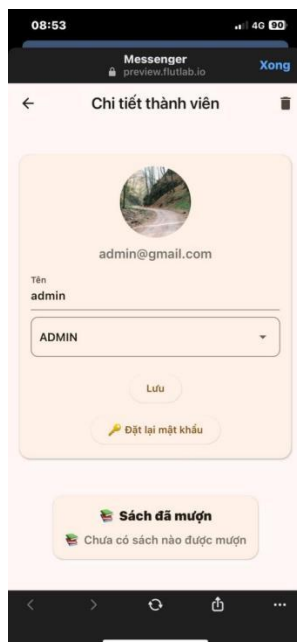 08:53
4G 90
Messenger
preview.flutlab.io
Xong
Chi tiết thành viên
admin@gmail.com
Tên
admin
ADMIN
Lưu
Đặt lại mật khẩu
Sách đã mượn
Chưa có sách nào được mượn